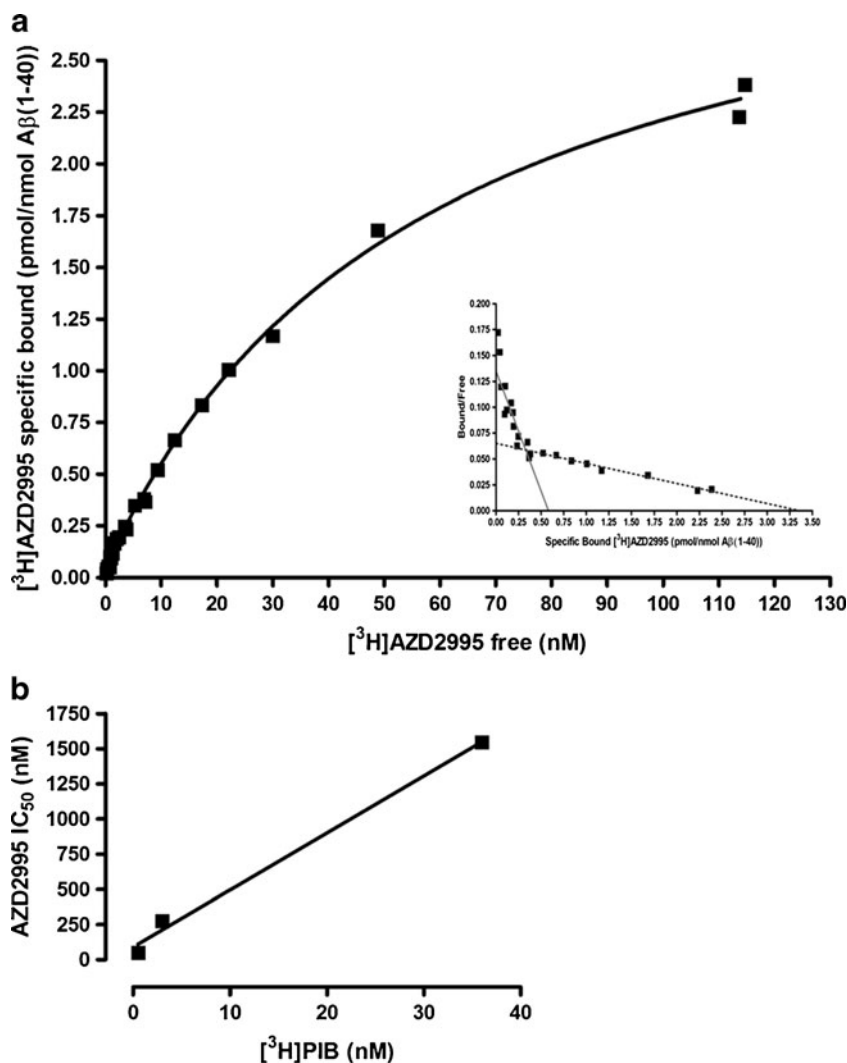 a
[³H]AZD2995 specific bound (pmol/nmol Aβ(1-40))
2.50
2.25
2.00
1.75
1.50
1.25
1.00
0.75
0.50
0.25
0.00
0 10 20 30 40 50 60 70 80 90 100 110 120 130
[³H]AZD2995 free (nM)
Bound/Free
0.200
0.175
0.150
0.125
0.100
0.075
0.050
0.025
0.000
0.00 0.25 0.50 0.75 1.00 1.25 1.50 1.75 2.00 2.25 2.50 2.75 3.00 3.25 3.50
Specific Bound [³H]AZD2995 (pmol/nmol Aβ(1-40))
b
AZD2995 IC₅₀ (nM)
1750
1500
1250
1000
750
500
250
0
0 10 20 30 40
[³H]PIB (nM)